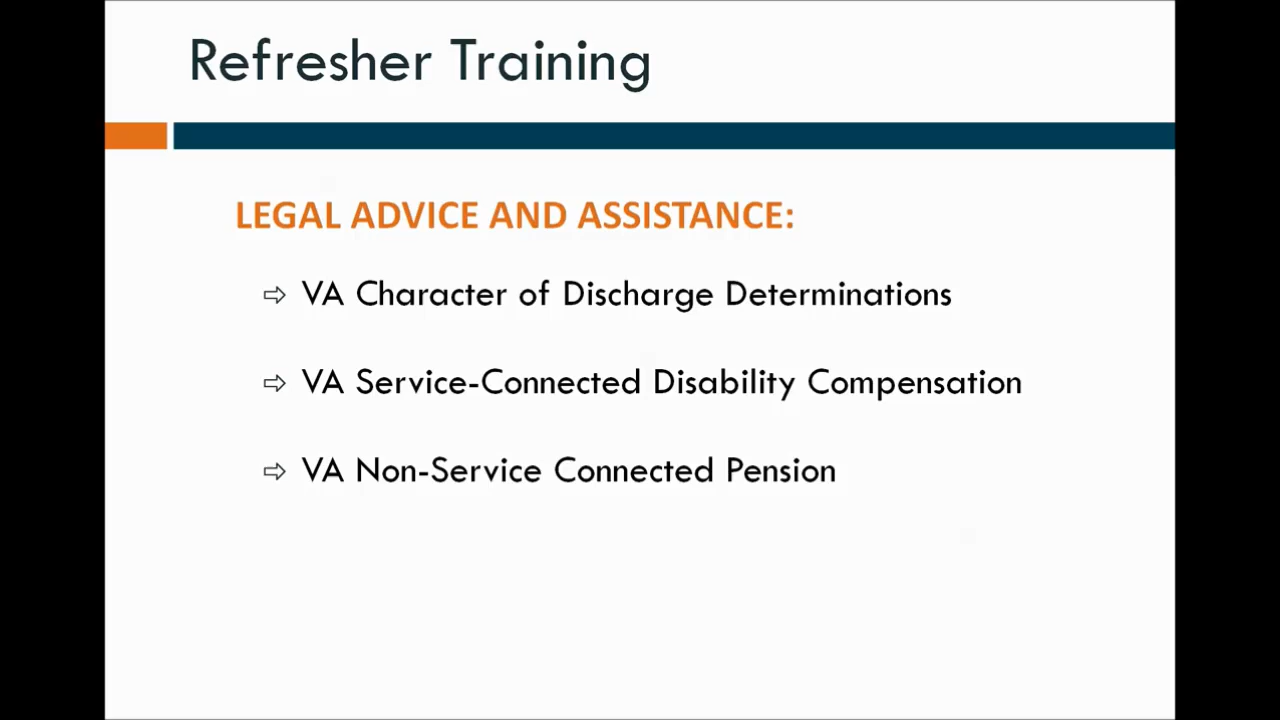 Refresher Training
LEGAL ADVICE AND ASSISTANCE:
⇨ VA Character of Discharge Determinations
⇨ VA Service-Connected Disability Compensation
⇨ VA Non-Service Connected Pension